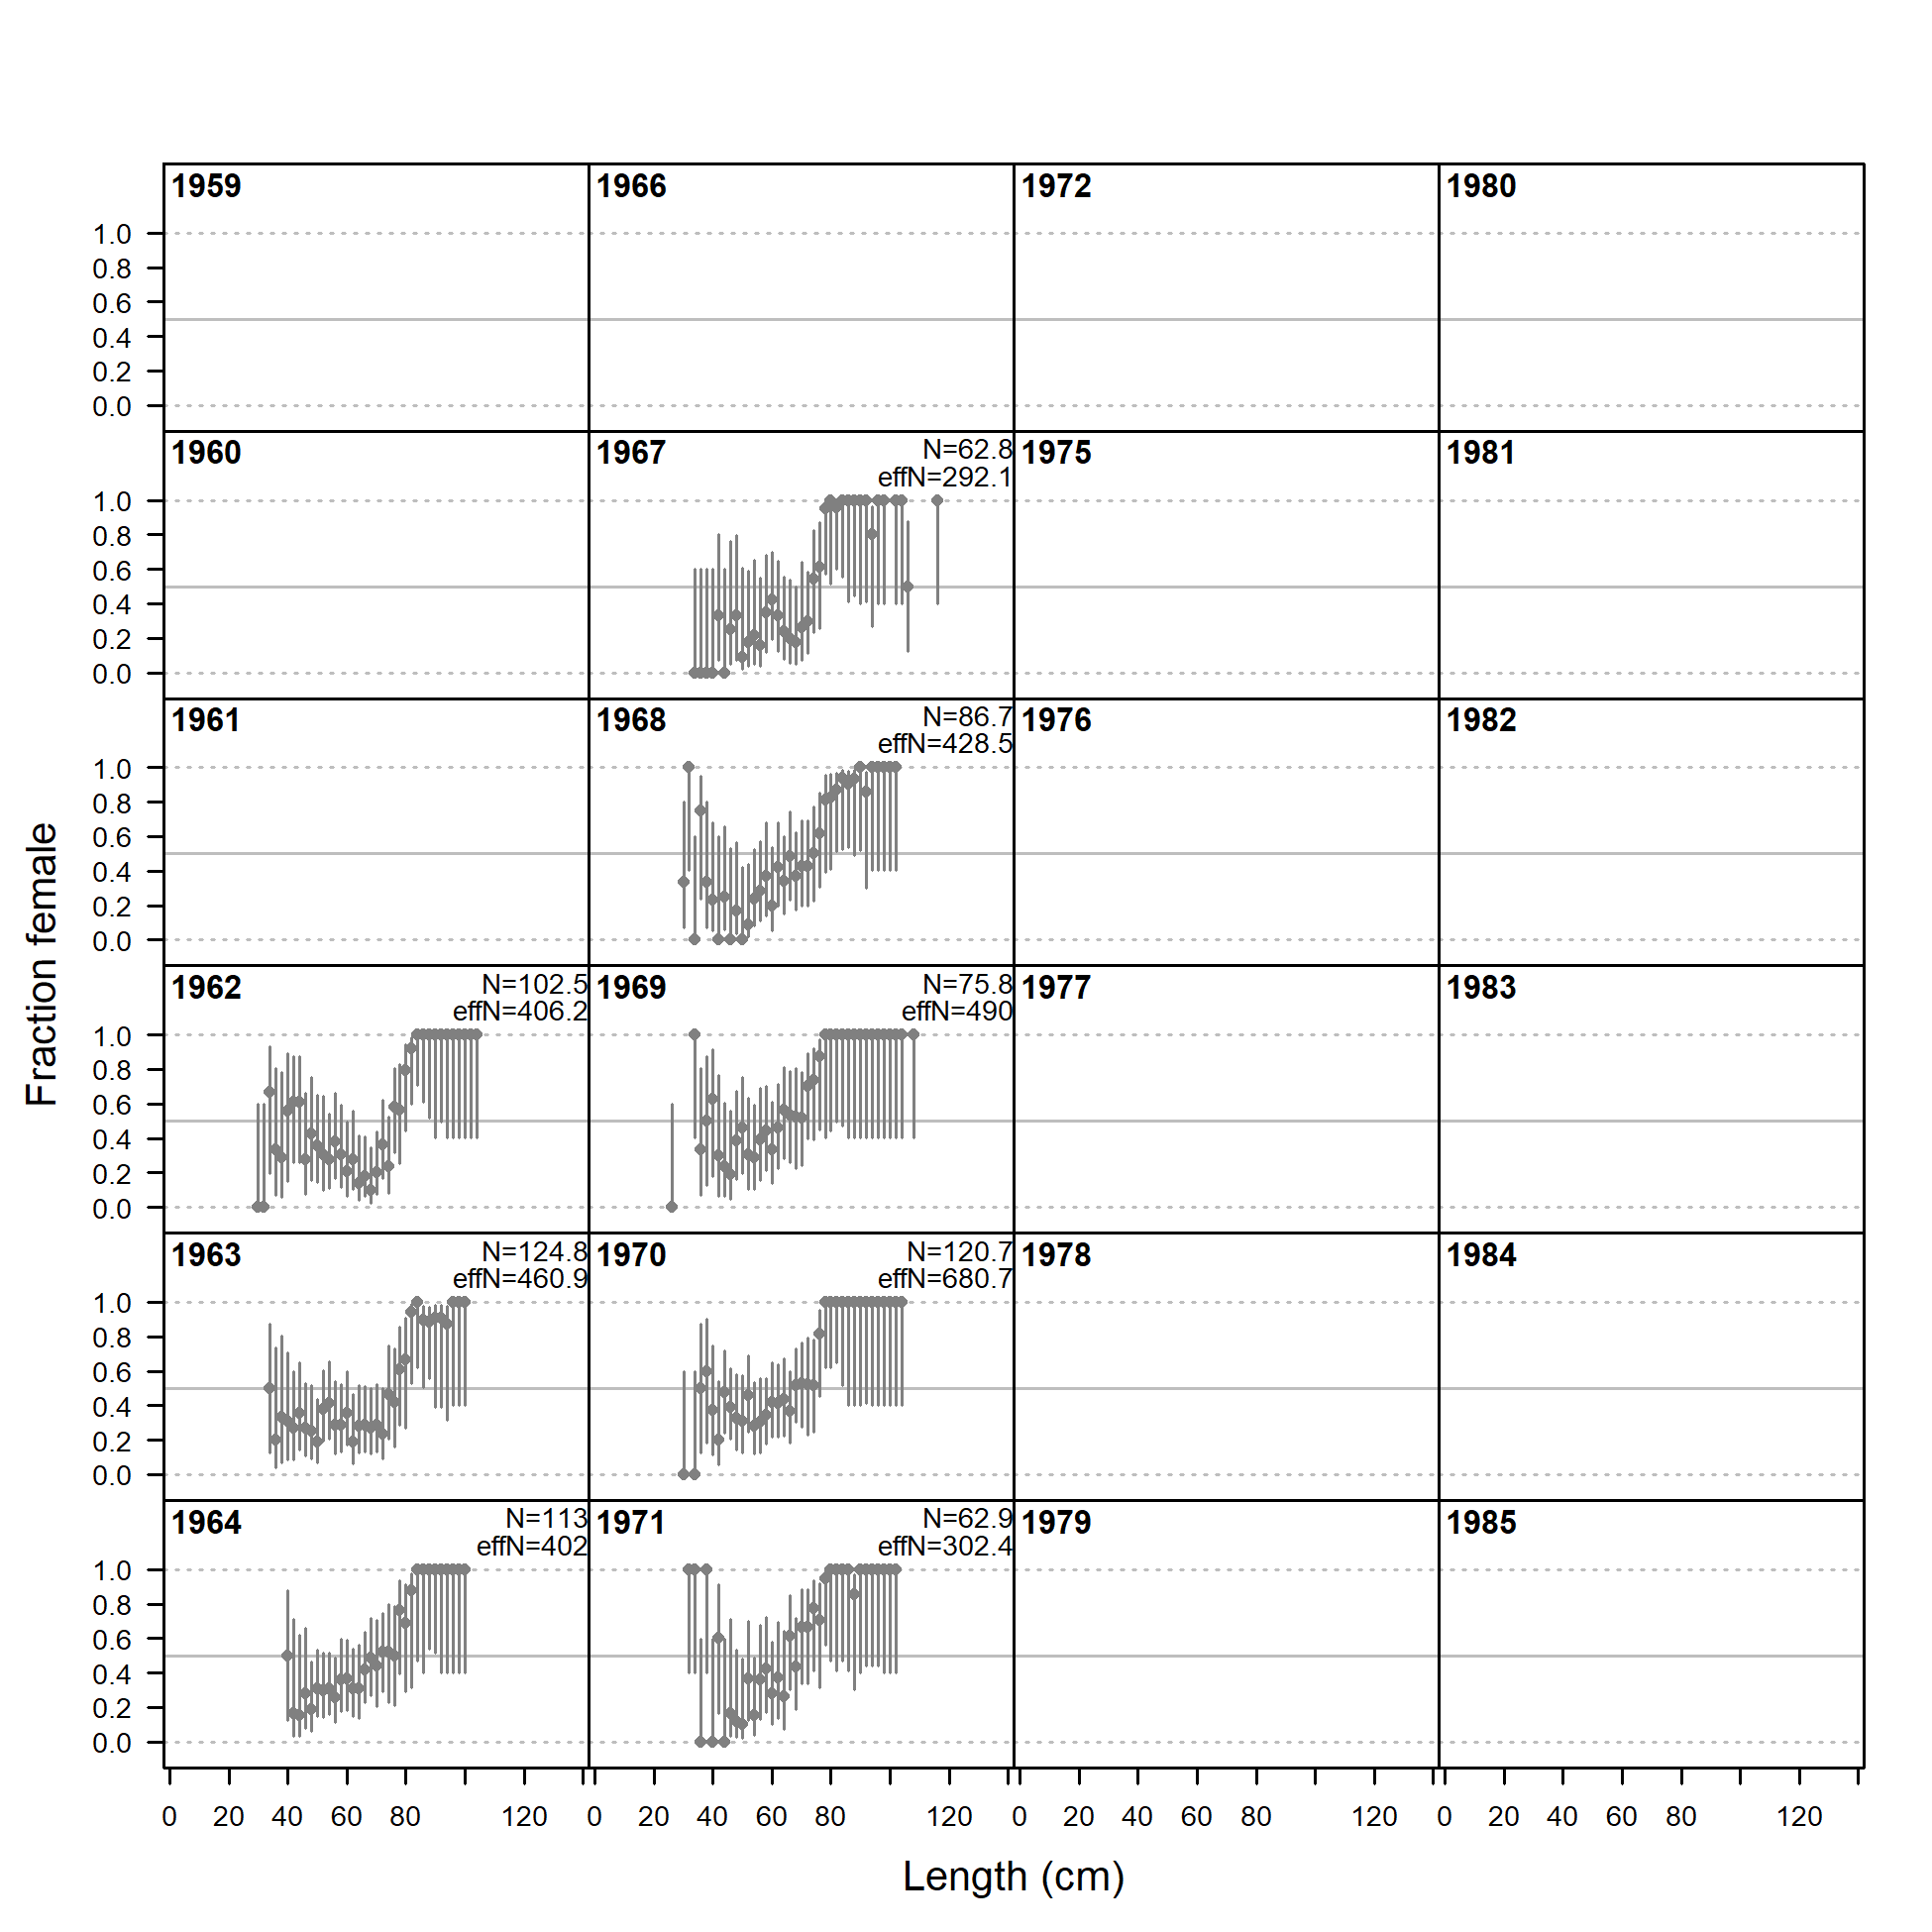 1959 1966 1972 1980
1.0
0.8
0.6
0.4
0.2
0.0
1960 1967 N=62.8 1975 1981
effN=292.1
1.0
0.8
0.6
0.4
0.2
0.0
1961 1968 N=86.7 1976 1982
effN=428.5
1.0
0.8
0.6
0.4
0.2
0.0
1962 N=102.5 1969 N=75.8 1977 1983
effN=406.2 effN=490
1.0
0.8
0.6
0.4
0.2
0.0
1963 N=124.8 1970 N=120.7 1978 1984
effN=460.9 effN=680.7
1.0
0.8
0.6
0.4
0.2
0.0
1964 N=113 1971 N=62.9 1979 1985
effN=402 effN=302.4
1.0
0.8
0.6
0.4
0.2
0.0
0 20 40 60 80 120 0 20 40 60 80 120 0 20 40 60 80 120 0 20 40 60 80 120
Length (cm)
Fraction female